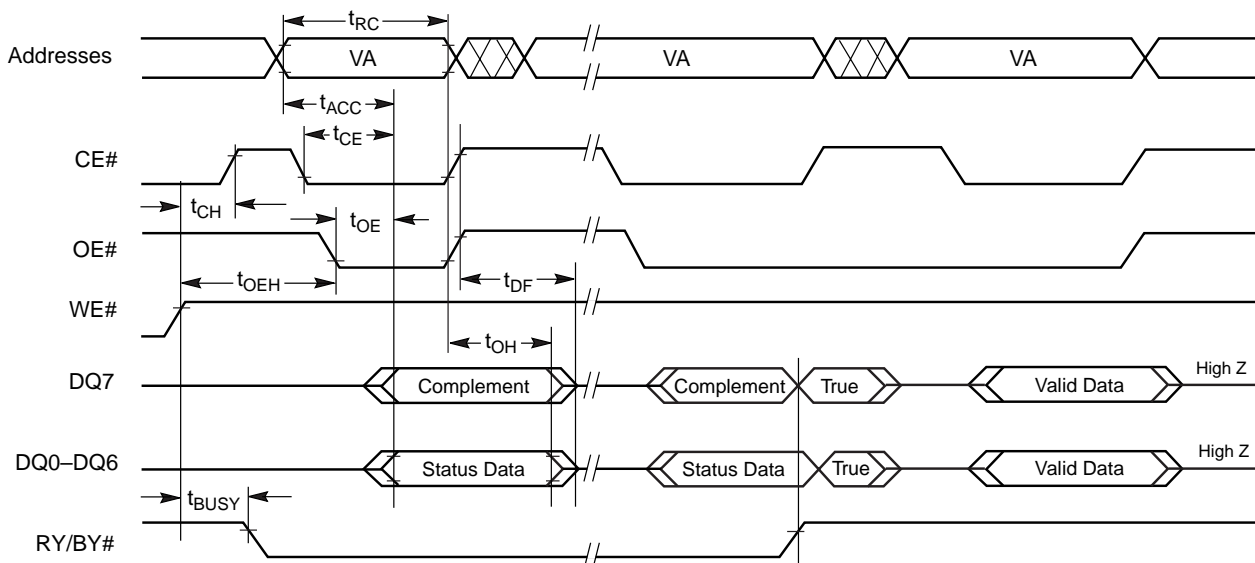 tRC
Addresses VA VA VA
tACC
tCE
CE#
tCH tOE
OE#
tOEH tDF
WE#
tOH
DQ7 Complement Complement True Valid Data High Z
DQ0–DQ6 Status Data Status Data True Valid Data High Z
tBUSY
RY/BY#